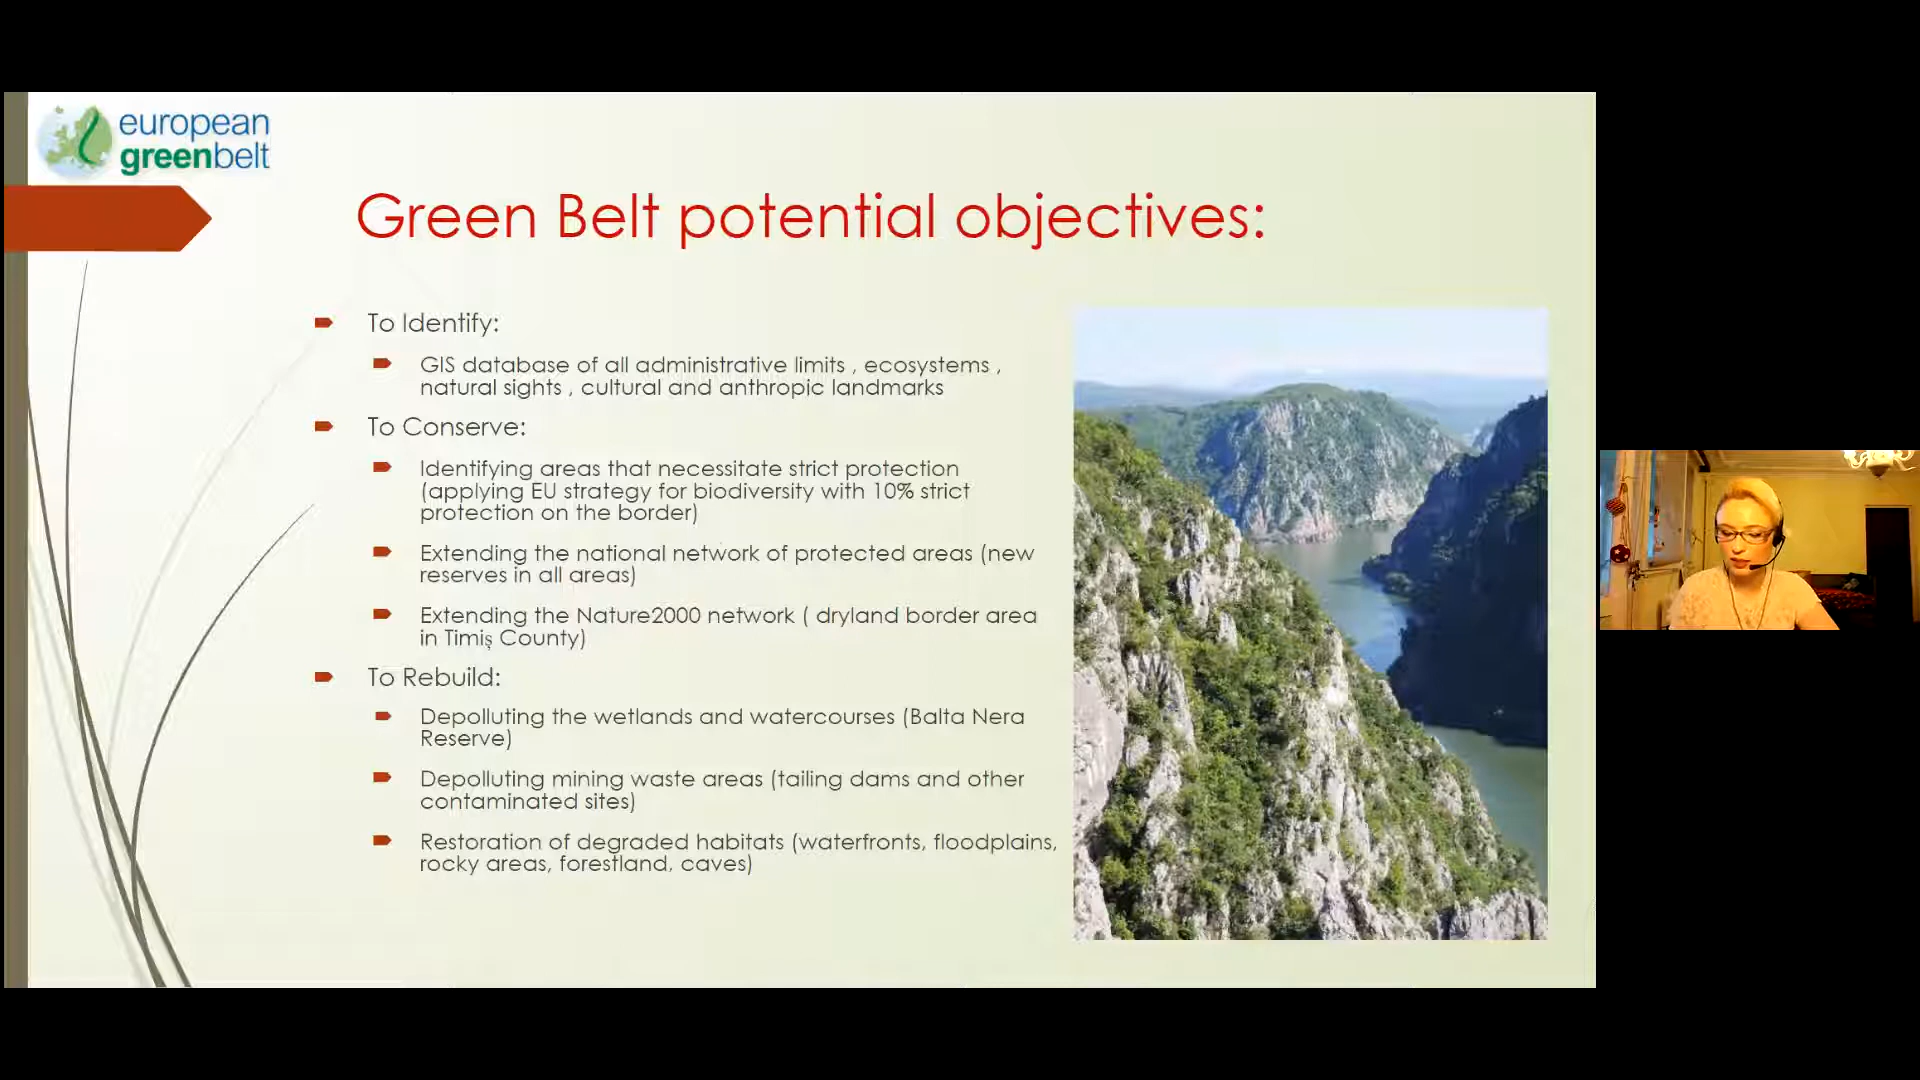 european
greenbelt
Green Belt potential objectives:
To Identify:
GIS database of all administrative limits , ecosystems ,
natural sights , cultural and anthropic landmarks
To Conserve:
Identifying areas that necessitate strict protection
(applying EU strategy for biodiversity with 10% strict
protection on the border)
Extending the national network of protected areas (new
reserves in all areas)
Extending the Nature2000 network ( dryland border area
in Timiș County)
To Rebuild:
Depolluting the wetlands and watercourses (Balta Nera
Reserve)
Depolluting mining waste areas (tailing dams and other
contaminated sites)
Restoration of degraded habitats (waterfronts, floodplains,
rocky areas, forestland, caves)